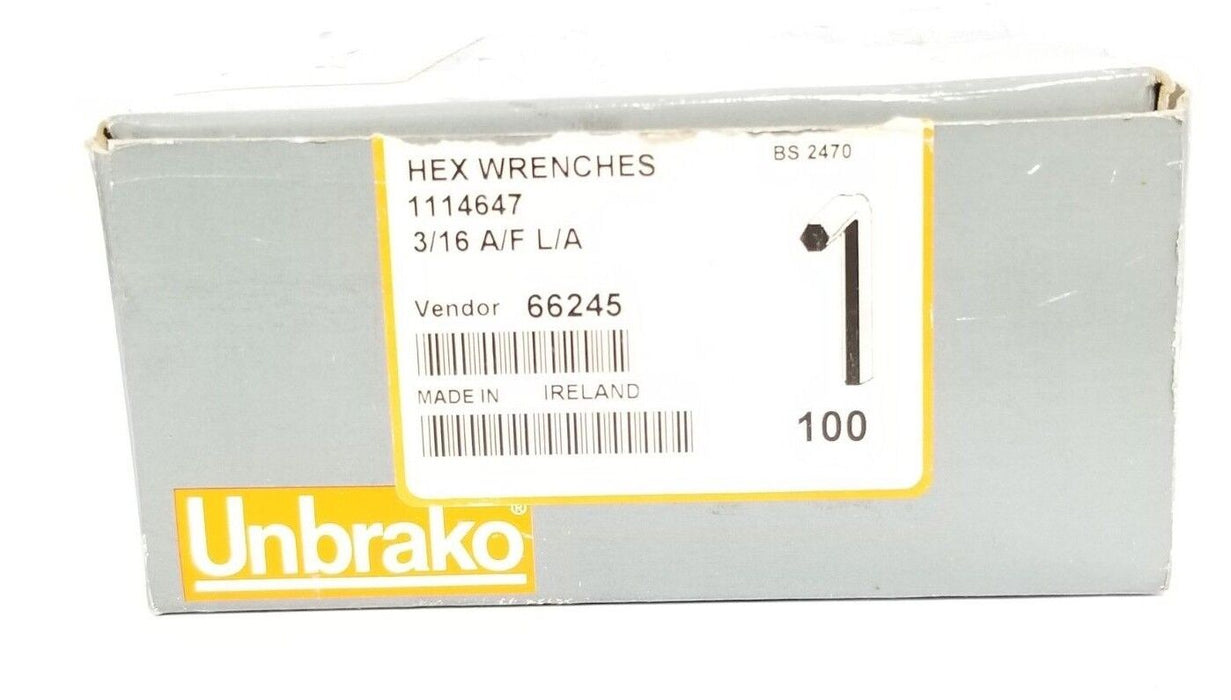 HEX WRENCHES
BS 2470
1114647
3/16 A/F L/A
Vendor 66245
MADE IN IRELAND
100
Unbrako®